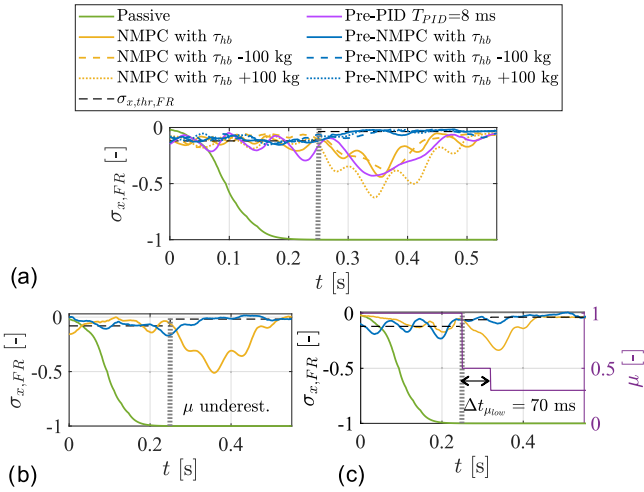 Passive
Pre-PID T_PID=8 ms
NMPC with τ_hb
Pre-NMPC with τ_hb
NMPC with τ_hb -100 kg
Pre-NMPC with τ_hb -100 kg
NMPC with τ_hb +100 kg
Pre-NMPC with τ_hb +100 kg
σ_x,thr,FR
σ_x,FR [-]
0
-0.5
-1
0 0.1 0.2 0.3 0.4 0.5
t [s]
(a)
σ_x,FR [-]
0
-0.5
-1
μ underest.
0 0.2 0.4
t [s]
(b)
σ_x,FR [-]
0
-0.5
-1
Δt_μ_low = 70 ms
1
0.5
0
μ [-]
0 0.2 0.4
t [s]
(c)